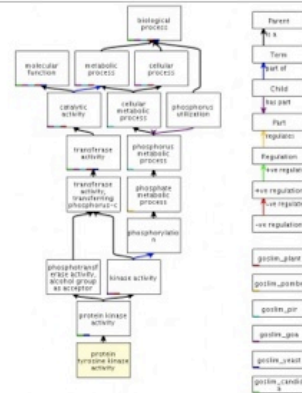 biological
process
Parent
is a
molecular
function
metabolic
process
cellular
process
Term
part of
catalytic
activity
cellular
metabolic
process
phosphorus
utilization
Child
has part
Part
regulates
transferase
activity
phosphorus
metabolic
process
Regulation
+ve regulat
transferase
activity,
transferring
phosphorus-c
phosphate
metabolic
process
+ve regulation
-ve regulat
phosphorylatio
n
-ve regulation
phosphotransf
erase activity,
alcohol group
as acceptor
kinase activity
goslim_plant
goslim_pombe
protein kinase
activity
goslim_pir
goslim_goa
protein
tyrosine kinase
activity
goslim_yeast
goslim_candid
a